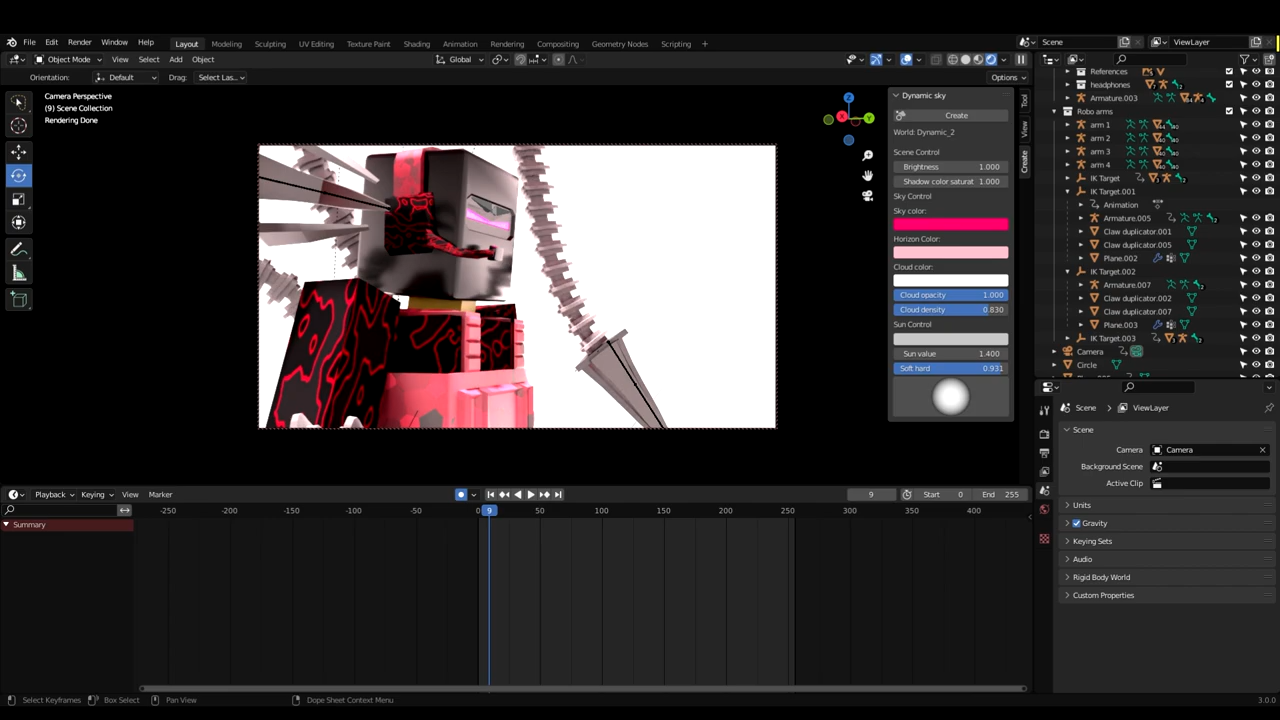 File Edit Render Window Help Layout Modeling Sculpting UV Editing Texture Paint Shading Animation Rendering Compositing Geometry Nodes Scripting + Scene ViewLayer
Object Mode View Select Add Object Global
Orientation: Default Drag: Select Las... Options
Camera Perspective
(9) Scene Collection
Rendering Done
X Y Z
Dynamic sky
Create
World: Dynamic_2
Scene Control
Brightness 1.000
Shadow color saturat 1.000
Sky Control
Sky color:
Horizon Color:
Cloud color:
Cloud opacity 1.000
Cloud density 0.830
Sun Control
Sun value 1.400
Soft hard 0.931
Tool
View
Create
References
headphones
Armature.003
Robo arms
arm 1
arm 2
arm 3
arm 4
IK Target
IK Target.001
Animation
Armature.005
Claw duplicator.001
Claw duplicator.005
Plane.002
IK Target.002
Armature.007
Claw duplicator.002
Claw duplicator.007
Plane.003
IK Target.003
Camera
Circle
Scene ViewLayer
Scene
Camera Camera
Background Scene
Active Clip
Units
Gravity
Keying Sets
Audio
Rigid Body World
Custom Properties
Playback Keying View Marker 9 Start 0 End 255
-250 -200 -150 -100 -50 0 9 50 100 150 200 250 300 350 400
Summary
Select Keyframes Box Select Pan View Dope Sheet Context Menu 3.0.0